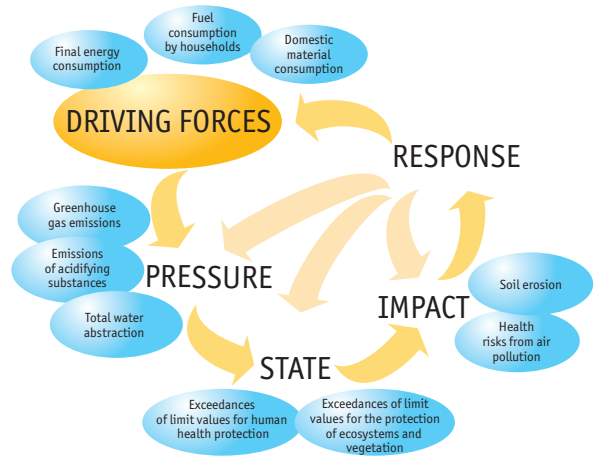 Fuel
consumption
by households
Final energy
consumption
Domestic
material
consumption
DRIVING FORCES
RESPONSE
Greenhouse
gas emissions
Emissions
of acidifying
substances
PRESSURE
Total water
abstraction
IMPACT
Soil erosion
Health
risks from air
pollution
STATE
Exceedances
of limit values for human
health protection
Exceedances of limit
values for the protection
of ecosystems and
vegetation